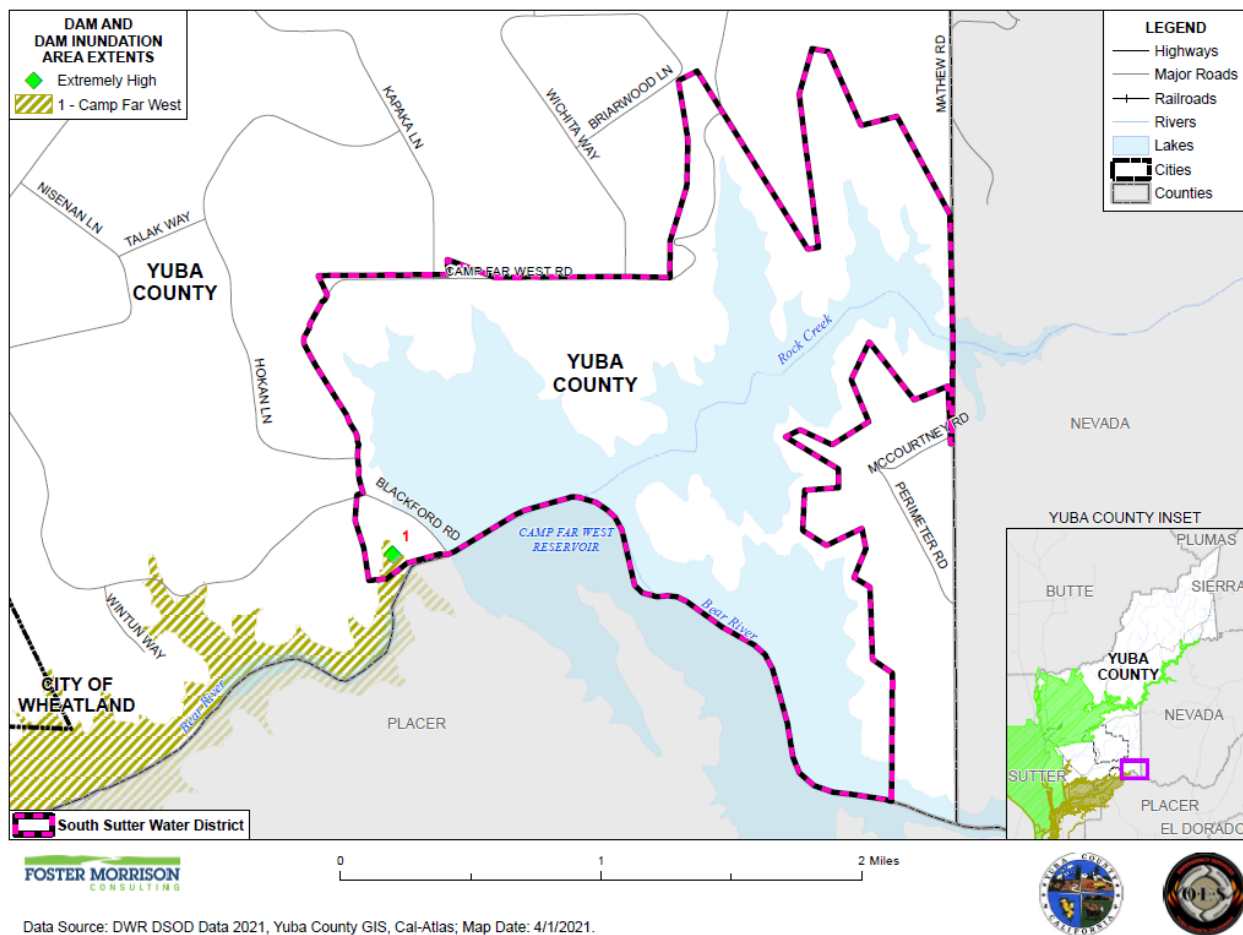 DAM AND
DAM INUNDATION
AREA EXTENTS
Extremely High
1 - Camp Far West
LEGEND
Highways
Major Roads
Railroads
Rivers
Lakes
Cities
Counties
MATHEW RD
BRIARWOOD LN
WICHITA WAY
KAPAKA LN
NISENAN LN
TALAK WAY
YUBA
COUNTY
CAMP FAR WEST RD
Rock Creek
YUBA
COUNTY
HOKAN LN
NEVADA
MCCOURTNEY RD
PERIMETER RD
BLACKFORD RD
1
CAMP FAR WEST
RESERVOIR
Bear River
WINTUN WAY
CITY OF
WHEATLAND
Bear River
PLACER
YUBA COUNTY INSET
PLUMAS
BUTTE
SIERRA
YUBA
COUNTY
NEVADA
SUTTER
PLACER
EL DORADO
South Sutter Water District
FOSTER MORRISON
CONSULTING
0 1 2 Miles
YUBA COUNTY
CALIFORNIA
O.E.S
Data Source: DWR DSOD Data 2021, Yuba County GIS, Cal-Atlas; Map Date: 4/1/2021.